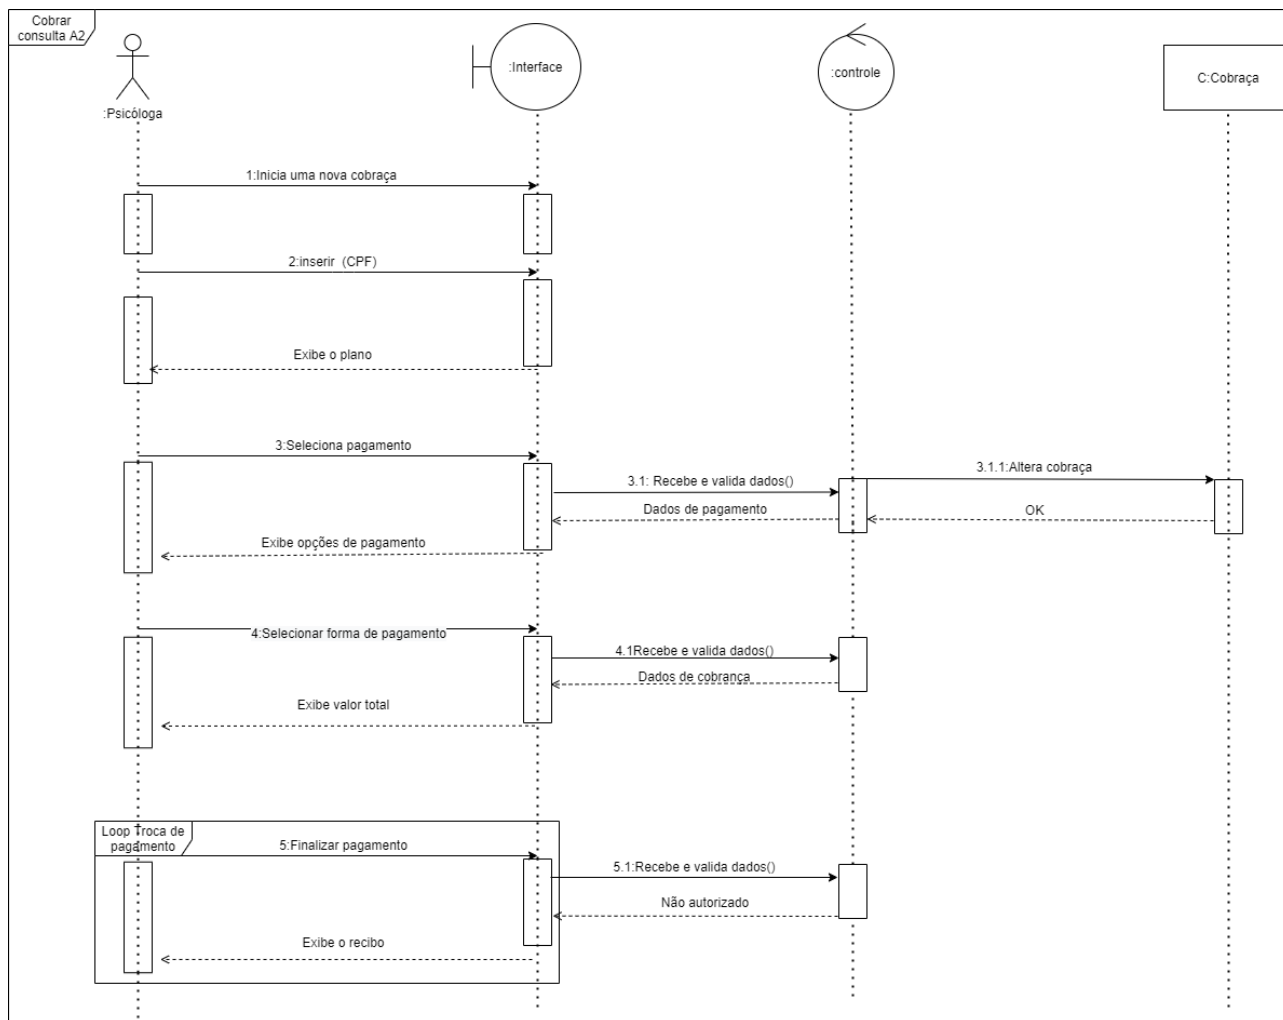 Cobrar
consulta A2
:Psicóloga
:Interface
:controle
C:Cobraça
1:Inicia uma nova cobraça
2:inserir (CPF)
Exibe o plano
3:Seleciona pagamento
3.1: Recebe e valida dados()
3.1.1:Altera cobraça
Dados de pagamento
OK
Exibe opções de pagamento
4:Selecionar forma de pagamento
4.1Recebe e valida dados()
Dados de cobrança
Exibe valor total
Loop Troca de
pagamento
5:Finalizar pagamento
5.1:Recebe e valida dados()
Não autorizado
Exibe o recibo